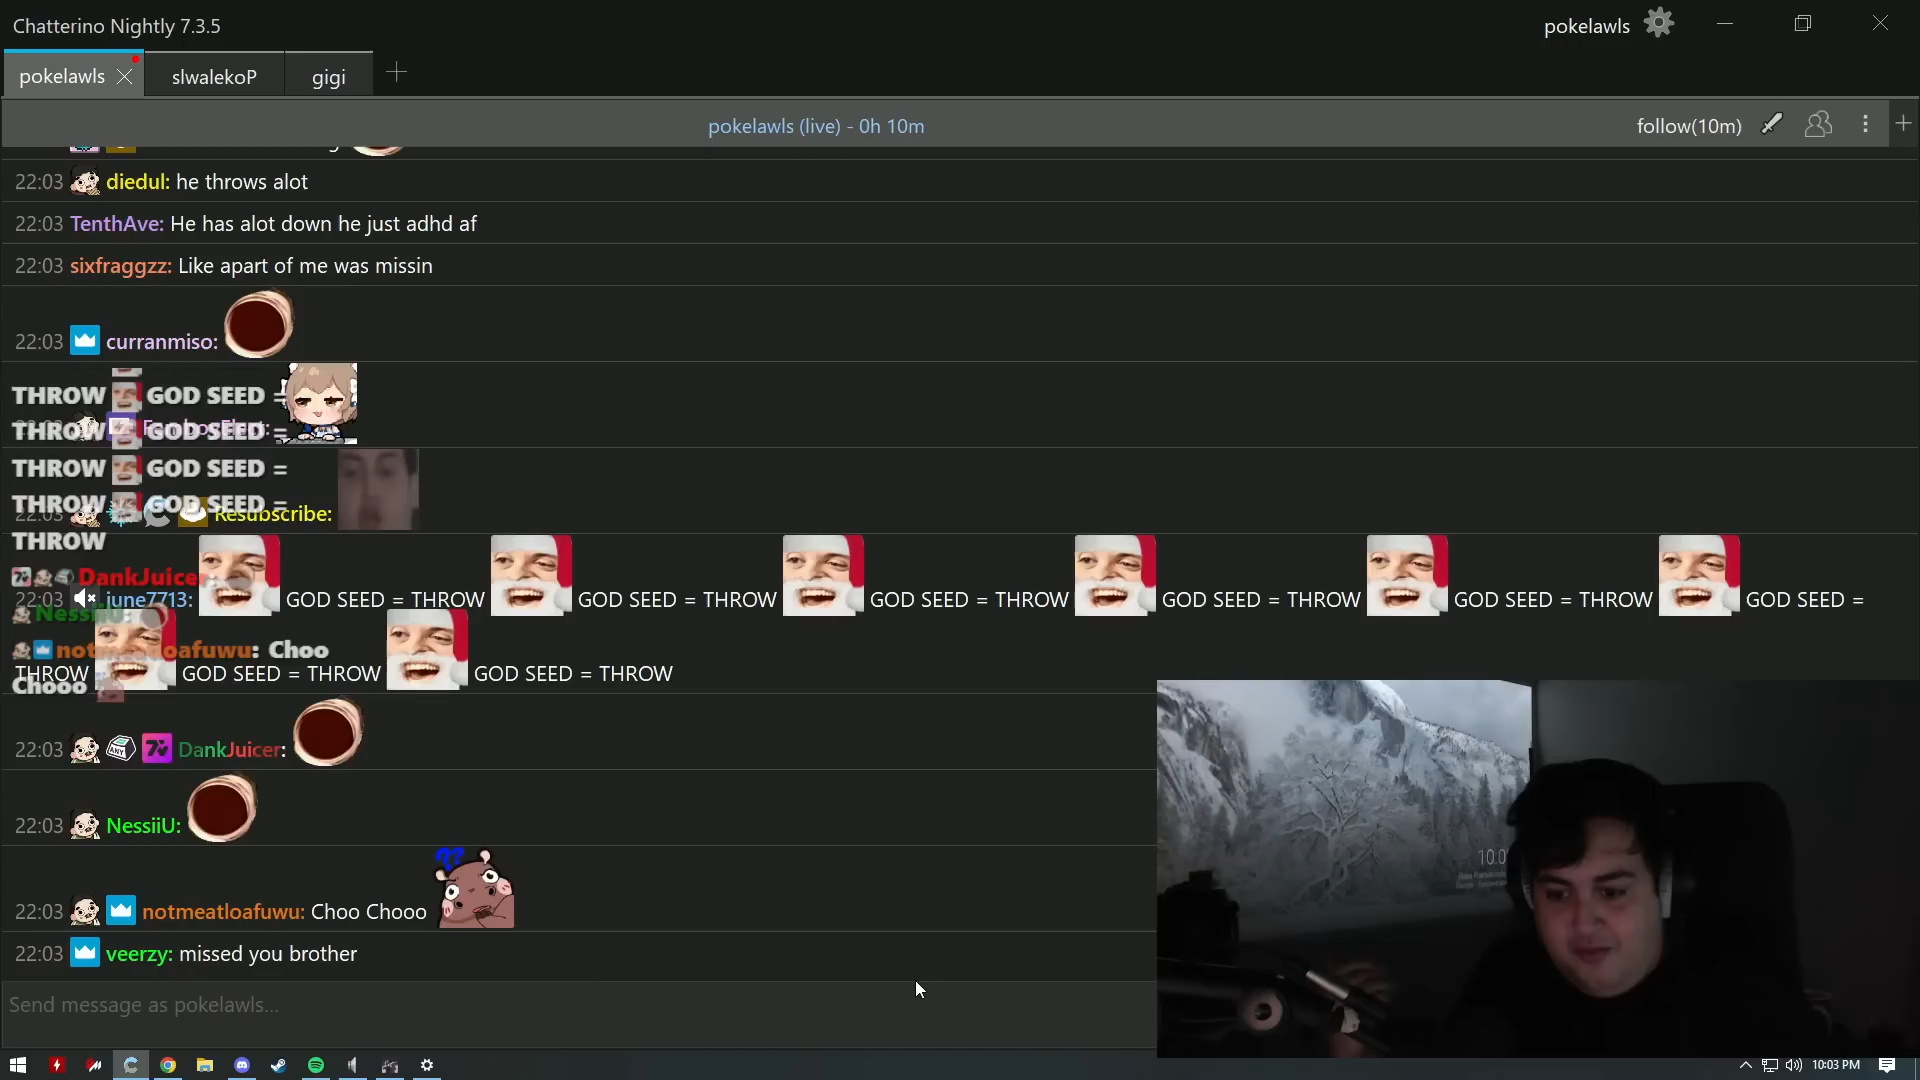 Chatterino Nightly 7.3.5
pokelawls
pokelawls
slwalekoP
gigi
pokelawls (live) - 0h 10m
follow(10m)
22:03 diedul: he throws alot
22:03 TenthAve: He has alot down he just adhd af
22:03 sixfraggzz: Like apart of me was missin
22:03 curranmiso:
THROW GOD SEED =
THROW GOD SEED =
THROW GOD SEED =
THROW GOD SEED =
22:03 Resubscribe:
THROW
DankJuicer:
22:03 june7713: GOD SEED = THROW GOD SEED = THROW GOD SEED = THROW GOD SEED = THROW GOD SEED = THROW GOD SEED =
NessiiU:
notmeatloafuwu: Choo
THROW GOD SEED = THROW GOD SEED = THROW
Chooo
22:03 ANY DankJuicer:
22:03 NessiiU:
??
22:03 notmeatloafuwu: Choo Chooo
22:03 veerzy: missed you brother
Send message as pokelawls...
10:03 PM